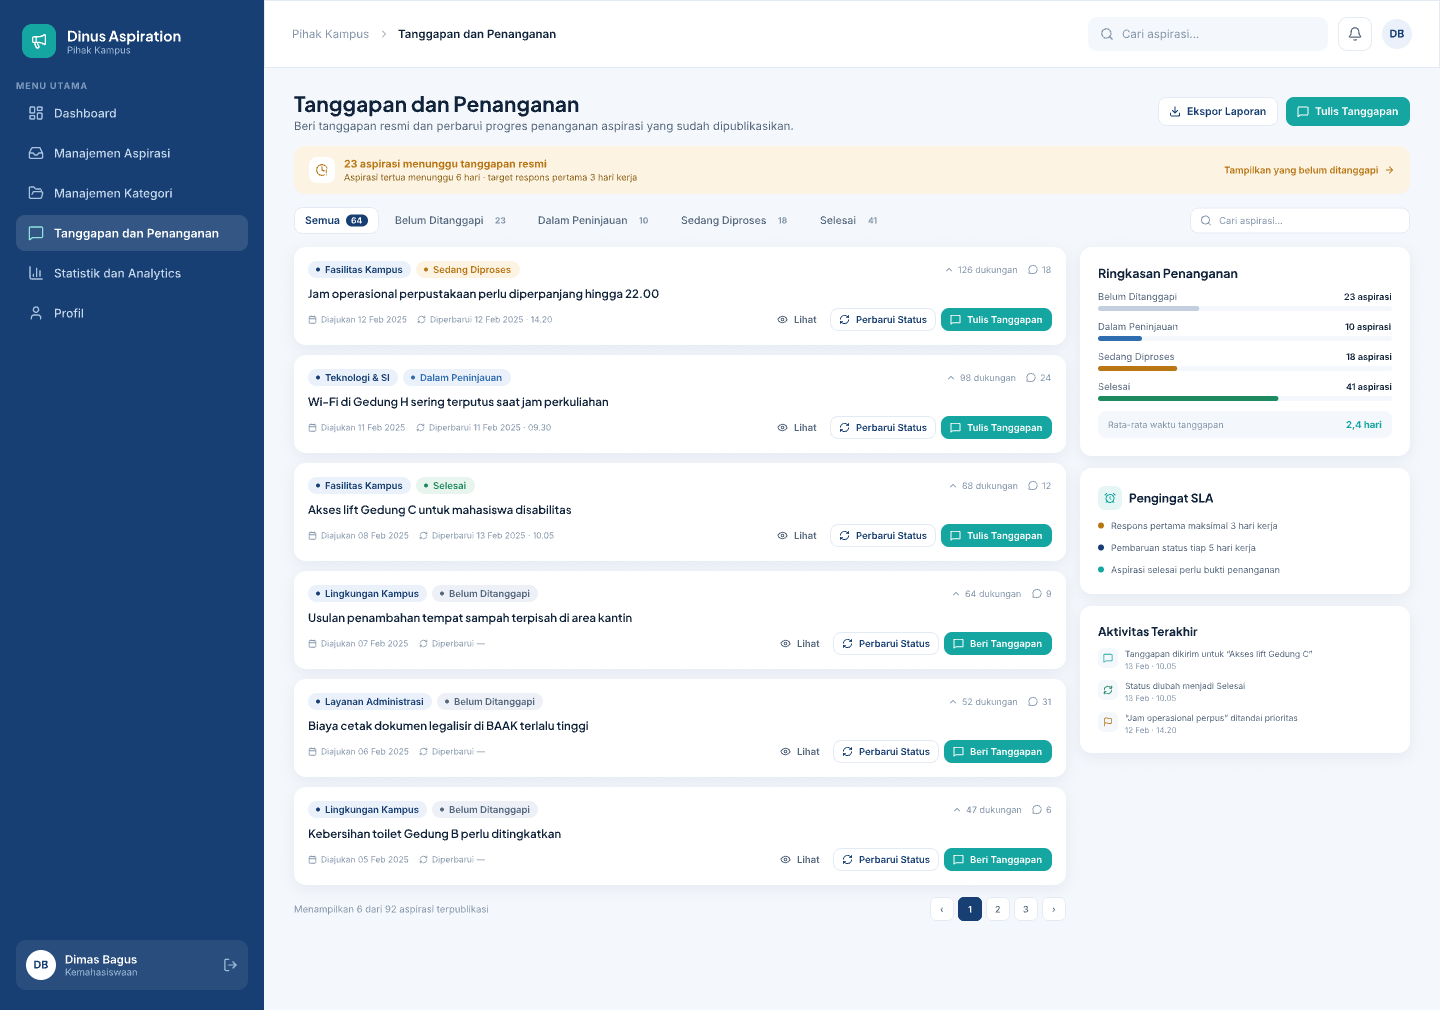 Dinus Aspiration
Pihak Kampus
MENU UTAMA
Dashboard
Manajemen Aspirasi
Manajemen Kategori
Tanggapan dan Penanganan
Statistik dan Analytics
Profil
DB
Dimas Bagus
Kemahasiswaan
Pihak Kampus > Tanggapan dan Penanganan
Cari aspirasi...
DB
Tanggapan dan Penanganan
Beri tanggapan resmi dan perbarui progres penanganan aspirasi yang sudah dipublikasikan.
Ekspor Laporan
Tulis Tanggapan
23 aspirasi menunggu tanggapan resmi
Aspirasi tertua menunggu 6 hari · target respons pertama 3 hari kerja
Tampilkan yang belum ditanggapi →
Semua 64 Belum Ditanggapi 23 Dalam Peninjauan 10 Sedang Diproses 18 Selesai 41
Cari aspirasi...
• Fasilitas Kampus • Sedang Diproses 126 dukungan 18
Jam operasional perpustakaan perlu diperpanjang hingga 22.00
Diajukan 12 Feb 2025 Diperbarui 12 Feb 2025 · 14.20 Lihat Perbarui Status Tulis Tanggapan
• Teknologi & SI • Dalam Peninjauan 98 dukungan 24
Wi-Fi di Gedung H sering terputus saat jam perkuliahan
Diajukan 11 Feb 2025 Diperbarui 11 Feb 2025 · 09.30 Lihat Perbarui Status Tulis Tanggapan
• Fasilitas Kampus • Selesai 88 dukungan 12
Akses lift Gedung C untuk mahasiswa disabilitas
Diajukan 08 Feb 2025 Diperbarui 13 Feb 2025 · 10.05 Lihat Perbarui Status Tulis Tanggapan
• Lingkungan Kampus • Belum Ditanggapi 64 dukungan 9
Usulan penambahan tempat sampah terpisah di area kantin
Diajukan 07 Feb 2025 Diperbarui — Lihat Perbarui Status Beri Tanggapan
• Layanan Administrasi • Belum Ditanggapi 52 dukungan 31
Biaya cetak dokumen legalisir di BAAK terlalu tinggi
Diajukan 06 Feb 2025 Diperbarui — Lihat Perbarui Status Beri Tanggapan
• Lingkungan Kampus • Belum Ditanggapi 47 dukungan 6
Kebersihan toilet Gedung B perlu ditingkatkan
Diajukan 05 Feb 2025 Diperbarui — Lihat Perbarui Status Beri Tanggapan
Menampilkan 6 dari 92 aspirasi terpublikasi
‹ 1 2 3 ›
Ringkasan Penanganan
Belum Ditanggapi 23 aspirasi
Dalam Peninjauan 10 aspirasi
Sedang Diproses 18 aspirasi
Selesai 41 aspirasi
Rata-rata waktu tanggapan 2,4 hari
Pengingat SLA
• Respons pertama maksimal 3 hari kerja
• Pembaruan status tiap 5 hari kerja
• Aspirasi selesai perlu bukti penanganan
Aktivitas Terakhir
Tanggapan dikirim untuk “Akses lift Gedung C”
13 Feb · 10.05
Status diubah menjadi Selesai
13 Feb · 10.05
“Jam operasional perpus” ditandai prioritas
12 Feb · 14.20